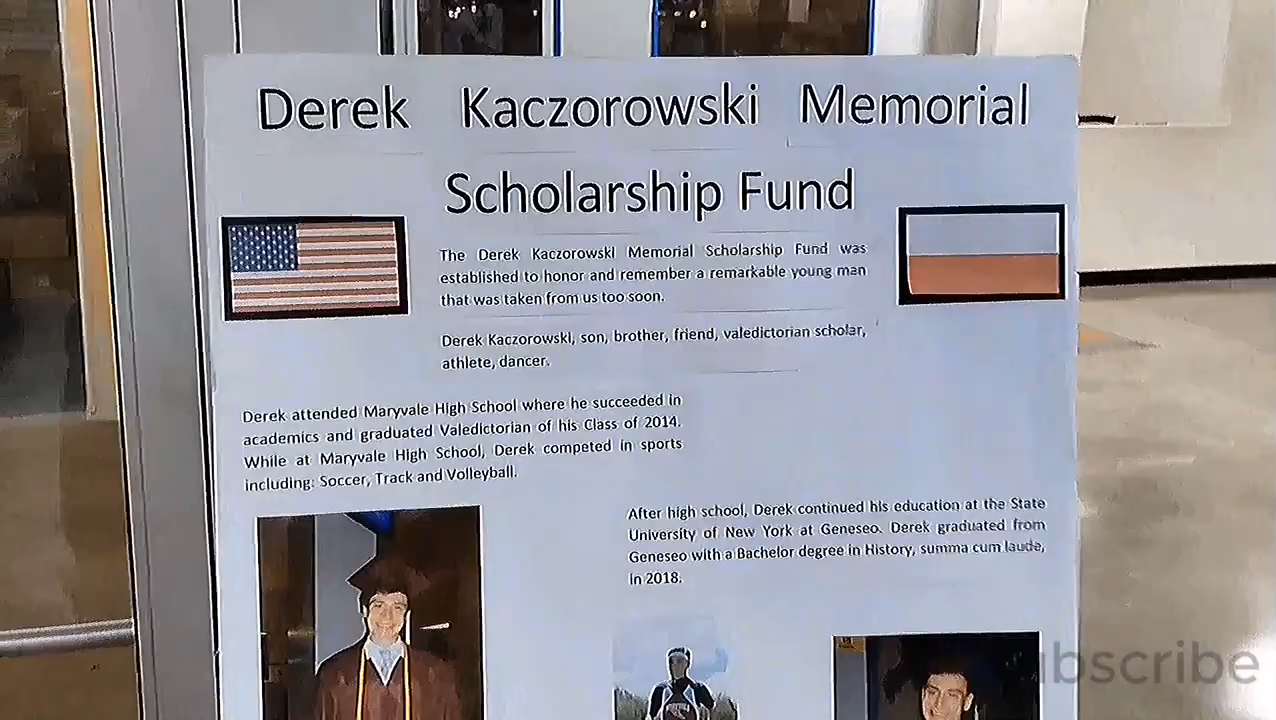 Derek Kaczorowski Memorial
Scholarship Fund
The Derek Kaczorowski Memorial Scholarship Fund was
established to honor and remember a remarkable young man
that was taken from us too soon.
Derek Kaczorowski, son, brother, friend, valedictorian scholar,
athlete, dancer.
Derek attended Maryvale High School where he succeeded in
academics and graduated Valedictorian of his Class of 2014.
While at Maryvale High School, Derek competed in sports
including: Soccer, Track and Volleyball.
After high school, Derek continued his education at the State
University of New York at Geneseo. Derek graduated from
Geneseo with a Bachelor degree in History, summa cum laude,
in 2018.
ubscribe